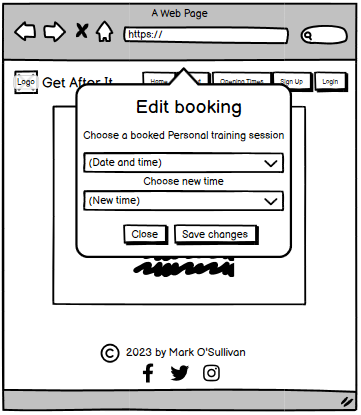 A Web Page
https://
Logo Get After It Home Opening Times Sign Up Login
Edit booking
Choose a booked Personal training session
(Date and time)
Choose new time
(New time)
Close Save changes
© 2023 by Mark O'Sullivan